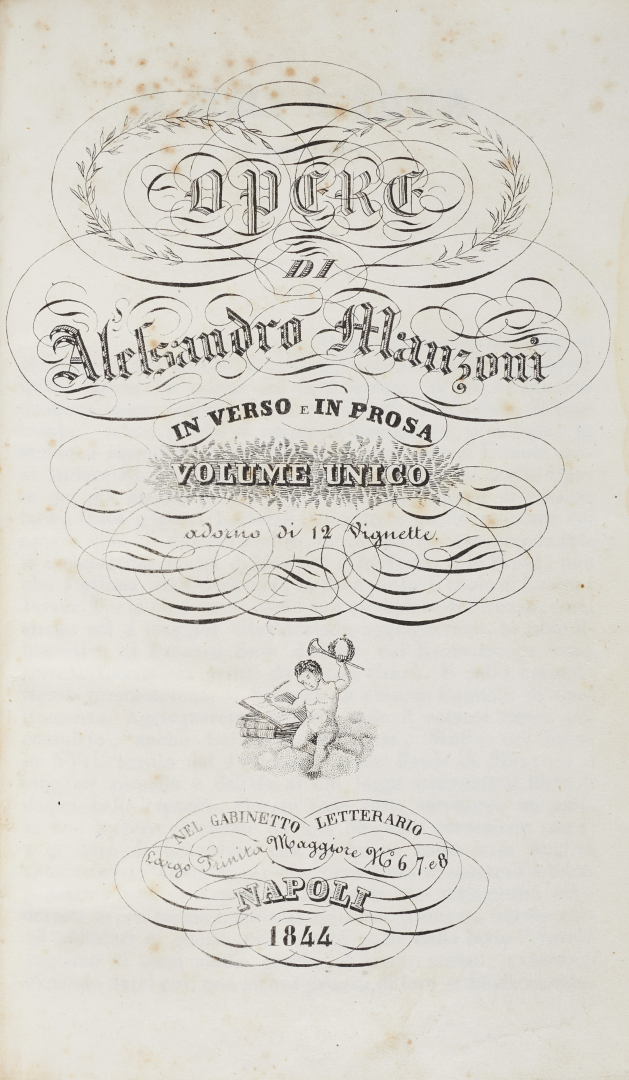 OPERE
DI
Alessandro Manzoni
IN VERSO E IN PROSA
VOLUME UNICO
adorno di 12 Vignette.
NEL GABINETTO LETTERARIO
Largo Trinità Maggiore N.º 6 7. e 8
NAPOLI
1844